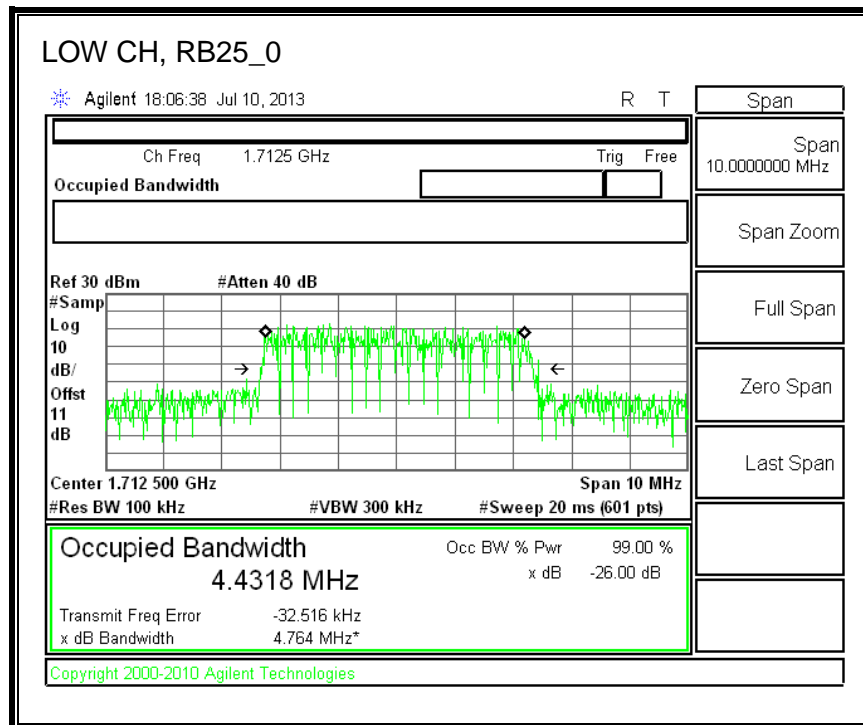 LOW CH, RB25_0
Agilent 18:06:38 Jul 10, 2013 R T
Span
Ch Freq 1.7125 GHz Trig Free
Occupied Bandwidth
Span
10.0000000 MHz
Span Zoom
Full Span
Zero Span
Last Span
Ref 30 dBm #Atten 40 dB
#Samp
Log
10
dB/
Offst
11
dB
Center 1.712 500 GHz Span 10 MHz
#Res BW 100 kHz #VBW 300 kHz #Sweep 20 ms (601 pts)
Occupied Bandwidth Occ BW % Pwr 99.00 %
4.4318 MHz x dB -26.00 dB
Transmit Freq Error -32.516 kHz
x dB Bandwidth 4.764 MHz*
Copyright 2000-2010 Agilent Technologies